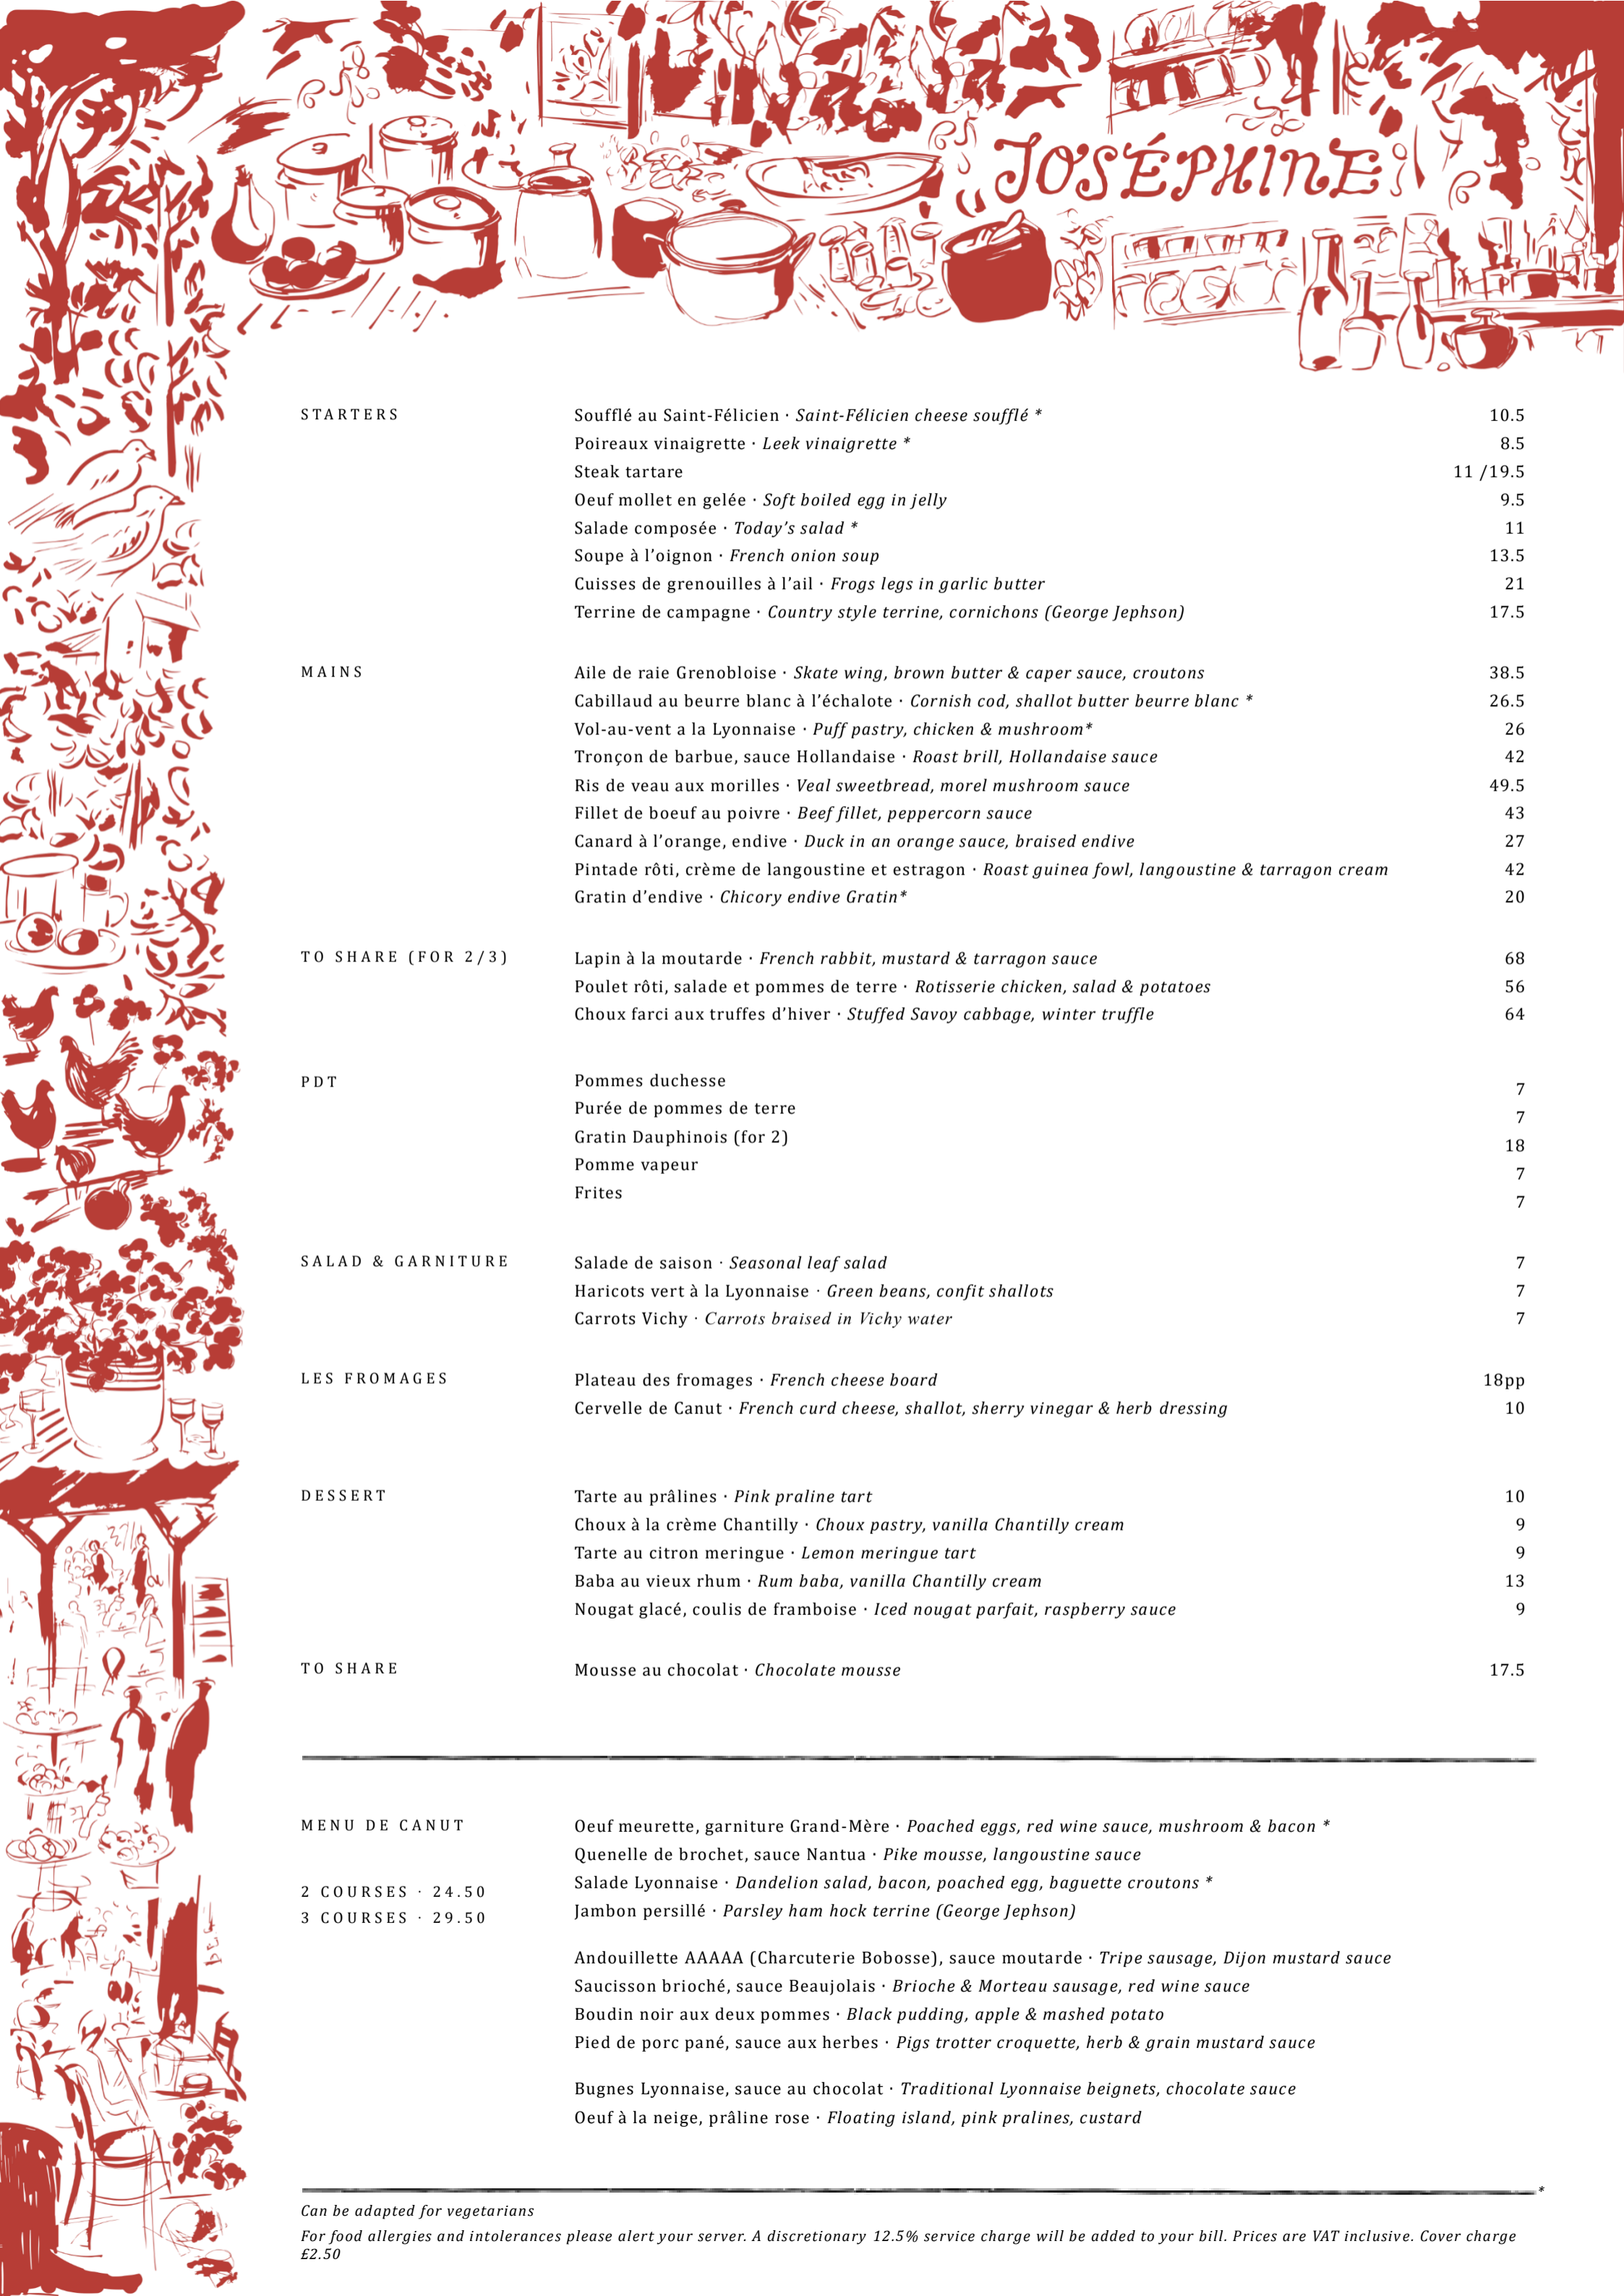 JOSÉPHINE
STARTERS
Soufflé au Saint-Félicien · Saint-Félicien cheese soufflé * 10.5
Poireaux vinaigrette · Leek vinaigrette * 8.5
Steak tartare 11 /19.5
Oeuf mollet en gelée · Soft boiled egg in jelly 9.5
Salade composée · Today’s salad * 11
Soupe à l’oignon · French onion soup 13.5
Cuisses de grenouilles à l’ail · Frogs legs in garlic butter 21
Terrine de campagne · Country style terrine, cornichons (George Jephson) 17.5
MAINS
Aile de raie Grenobloise · Skate wing, brown butter & caper sauce, croutons 38.5
Cabillaud au beurre blanc à l’échalote · Cornish cod, shallot butter beurre blanc * 26.5
Vol-au-vent a la Lyonnaise · Puff pastry, chicken & mushroom* 26
Tronçon de barbue, sauce Hollandaise · Roast brill, Hollandaise sauce 42
Ris de veau aux morilles · Veal sweetbread, morel mushroom sauce 49.5
Fillet de boeuf au poivre · Beef fillet, peppercorn sauce 43
Canard à l’orange, endive · Duck in an orange sauce, braised endive 27
Pintade rôti, crème de langoustine et estragon · Roast guinea fowl, langoustine & tarragon cream 42
Gratin d’endive · Chicory endive Gratin* 20
TO SHARE (FOR 2/3)
Lapin à la moutarde · French rabbit, mustard & tarragon sauce 68
Poulet rôti, salade et pommes de terre · Rotisserie chicken, salad & potatoes 56
Choux farci aux truffes d’hiver · Stuffed Savoy cabbage, winter truffle 64
PDT
Pommes duchesse 7
Purée de pommes de terre 7
Gratin Dauphinois (for 2) 18
Pomme vapeur 7
Frites 7
SALAD & GARNITURE
Salade de saison · Seasonal leaf salad 7
Haricots vert à la Lyonnaise · Green beans, confit shallots 7
Carrots Vichy · Carrots braised in Vichy water 7
LES FROMAGES
Plateau des fromages · French cheese board 18pp
Cervelle de Canut · French curd cheese, shallot, sherry vinegar & herb dressing 10
DESSERT
Tarte au prâlines · Pink praline tart 10
Choux à la crème Chantilly · Choux pastry, vanilla Chantilly cream 9
Tarte au citron meringue · Lemon meringue tart 9
Baba au vieux rhum · Rum baba, vanilla Chantilly cream 13
Nougat glacé, coulis de framboise · Iced nougat parfait, raspberry sauce 9
TO SHARE
Mousse au chocolat · Chocolate mousse 17.5
MENU DE CANUT
2 COURSES · 24.50
3 COURSES · 29.50
Oeuf meurette, garniture Grand-Mère · Poached eggs, red wine sauce, mushroom & bacon *
Quenelle de brochet, sauce Nantua · Pike mousse, langoustine sauce
Salade Lyonnaise · Dandelion salad, bacon, poached egg, baguette croutons *
Jambon persillé · Parsley ham hock terrine (George Jephson)
Andouillette AAAAA (Charcuterie Bobosse), sauce moutarde · Tripe sausage, Dijon mustard sauce
Saucisson brioché, sauce Beaujolais · Brioche & Morteau sausage, red wine sauce
Boudin noir aux deux pommes · Black pudding, apple & mashed potato
Pied de porc pané, sauce aux herbes · Pigs trotter croquette, herb & grain mustard sauce
Bugnes Lyonnaise, sauce au chocolat · Traditional Lyonnaise beignets, chocolate sauce
Oeuf à la neige, prâline rose · Floating island, pink pralines, custard
*
Can be adapted for vegetarians
For food allergies and intolerances please alert your server. A discretionary 12.5% service charge will be added to your bill. Prices are VAT inclusive. Cover charge
£2.50